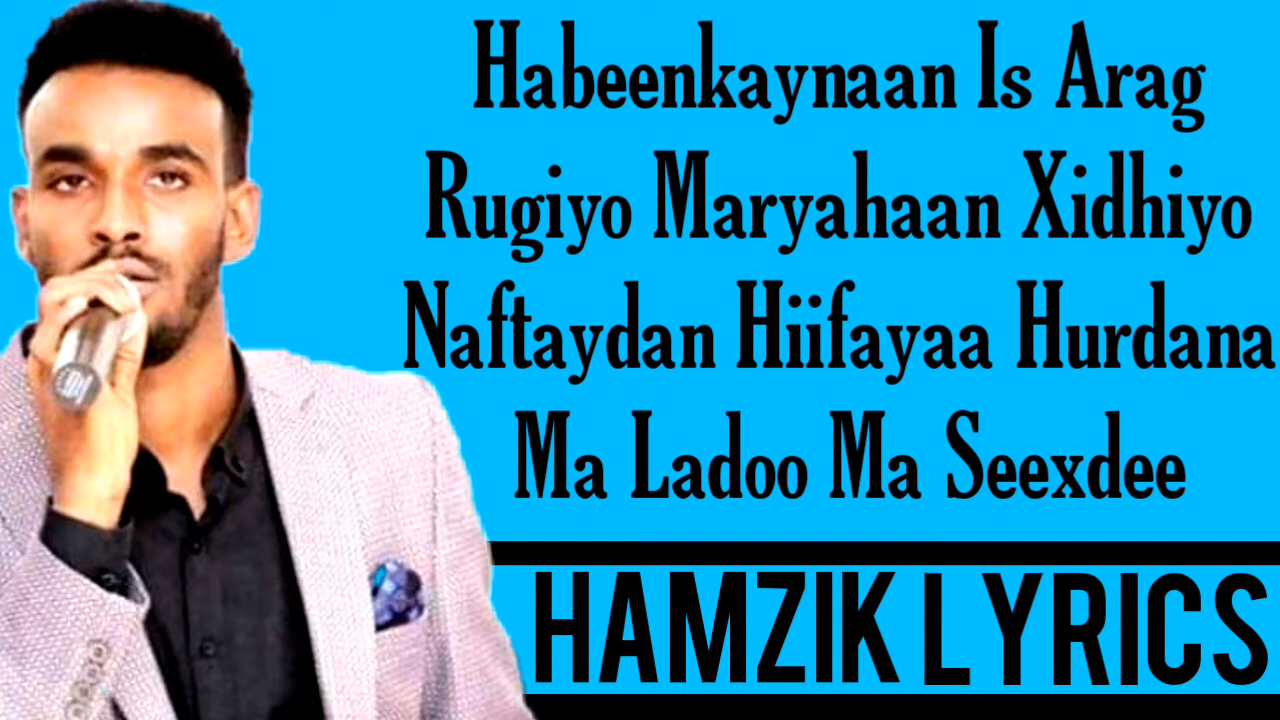 Habeenkaynaan Is Arag
Rugiyo Maryahaan Xidhiyo
Naftaydan Hiifayaa Hurdana
Ma Ladoo Ma Seexdee
HAMZIK LYRICS